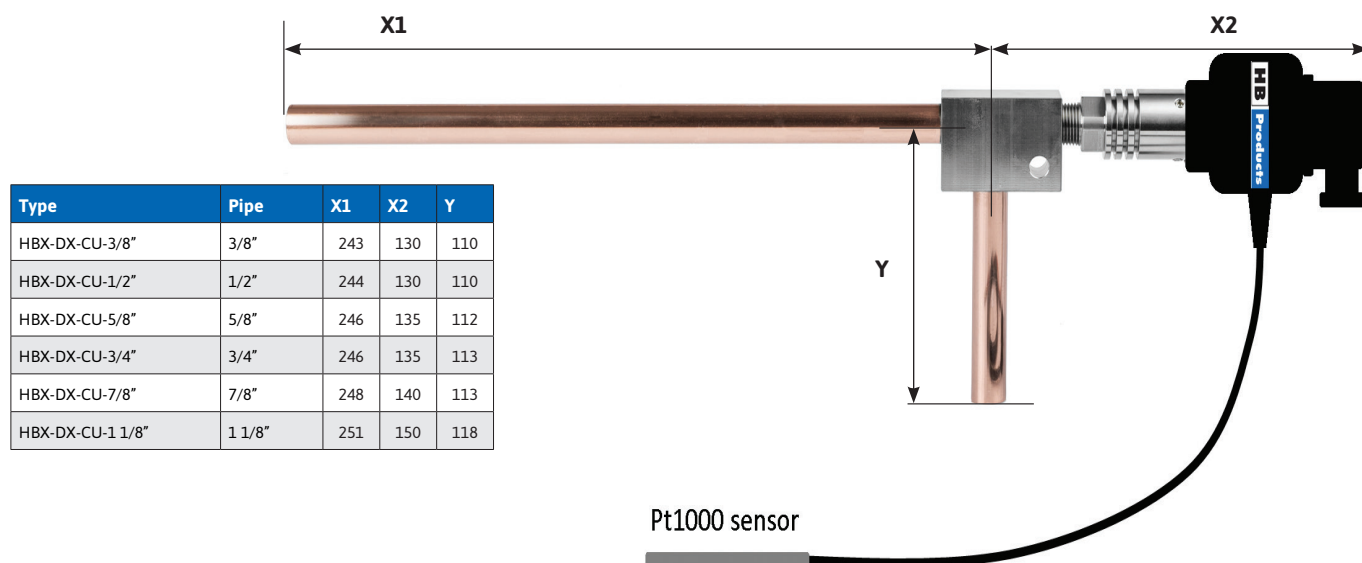 X1
X2
HB Products
Type Pipe X1 X2 Y
HBX-DX-CU-3/8” 3/8” 243 130 110
HBX-DX-CU-1/2” 1/2” 244 130 110
HBX-DX-CU-5/8” 5/8” 246 135 112
HBX-DX-CU-3/4” 3/4” 246 135 113
HBX-DX-CU-7/8” 7/8” 248 140 113
HBX-DX-CU-1 1/8” 1 1/8” 251 150 118
Y
Pt1000 sensor